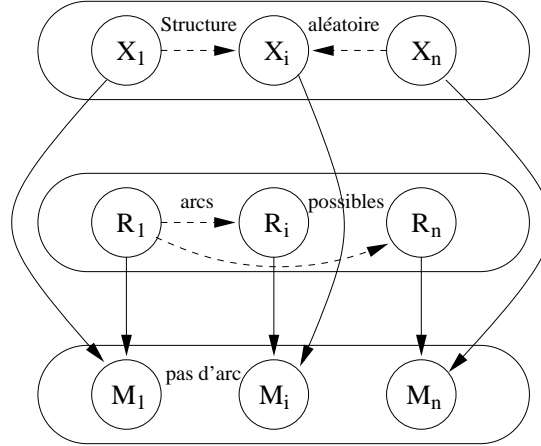 Structure aléatoire
X1 Xi Xn
arcs possibles
R1 Ri Rn
pas d'arc
M1 Mi Mn